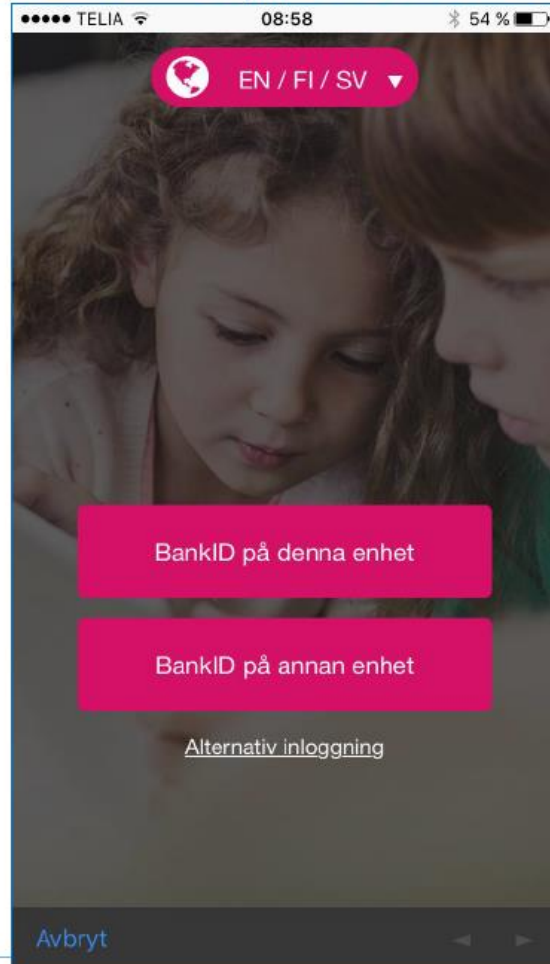 TELIA 08:58 54 %
EN / FI / SV
BankID på denna enhet
BankID på annan enhet
Alternativ inloggning
Avbryt